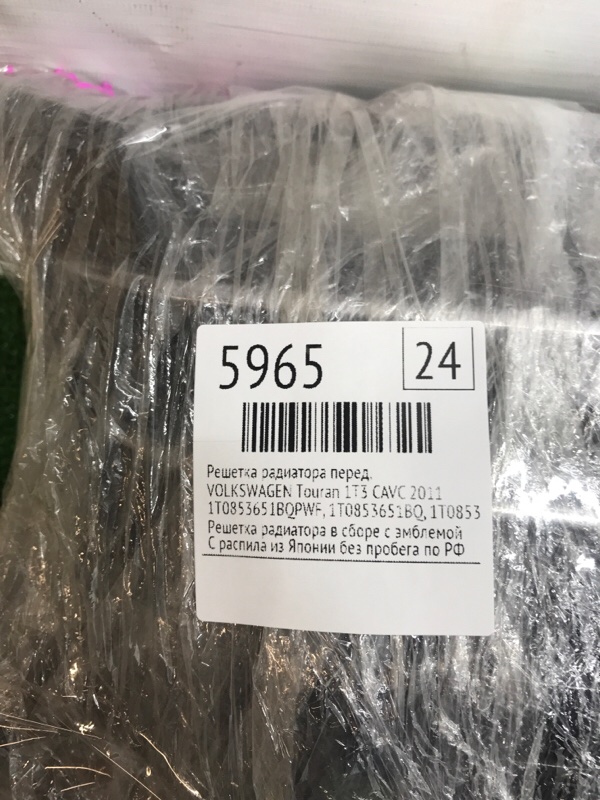 5965
24
Решетка радиатора перед.
VOLKSWAGEN Touran 1T3 CAVC 2011
1T0853651BQPWF, 1T0853651BQ, 1T0853
Решетка радиатора в сборе с эмблемой
С распила из Японии без пробега по РФ